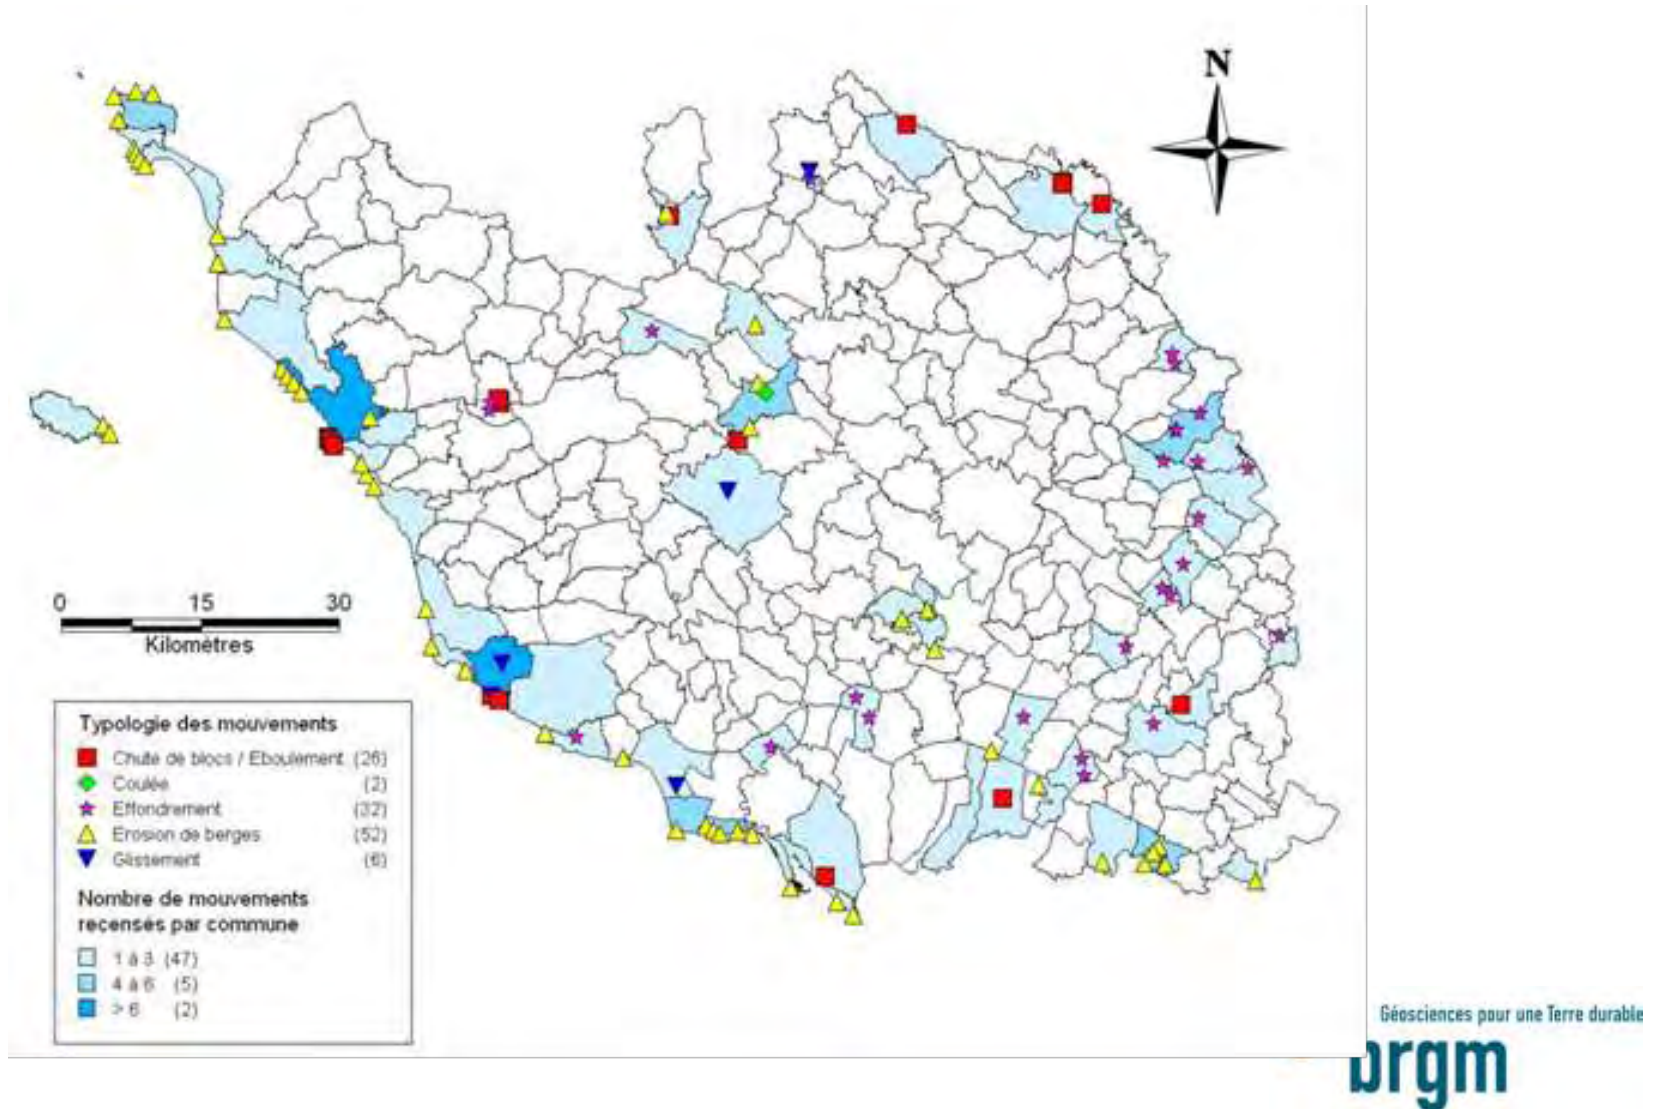 N
0 15 30
Kilomètres
Typologie des mouvements
Chute de blocs / Eboulement (26)
Coulée (2)
Effondrement (32)
Erosion de berges (52)
Glissement (6)
Nombre de mouvements
recensés par commune
1 à 3 (47)
4 à 6 (5)
> 6 (2)
Géosciences pour une Terre durable
brgm